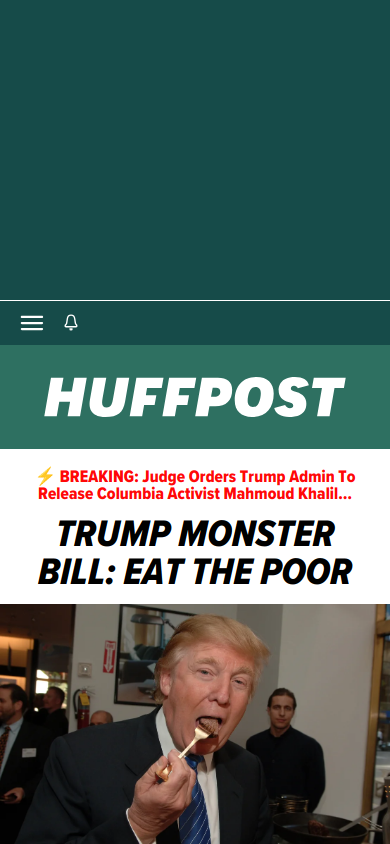 HUFFPOST
⚡ BREAKING: Judge Orders Trump Admin To
Release Columbia Activist Mahmoud Khalil...
TRUMP MONSTER
BILL: EAT THE POOR